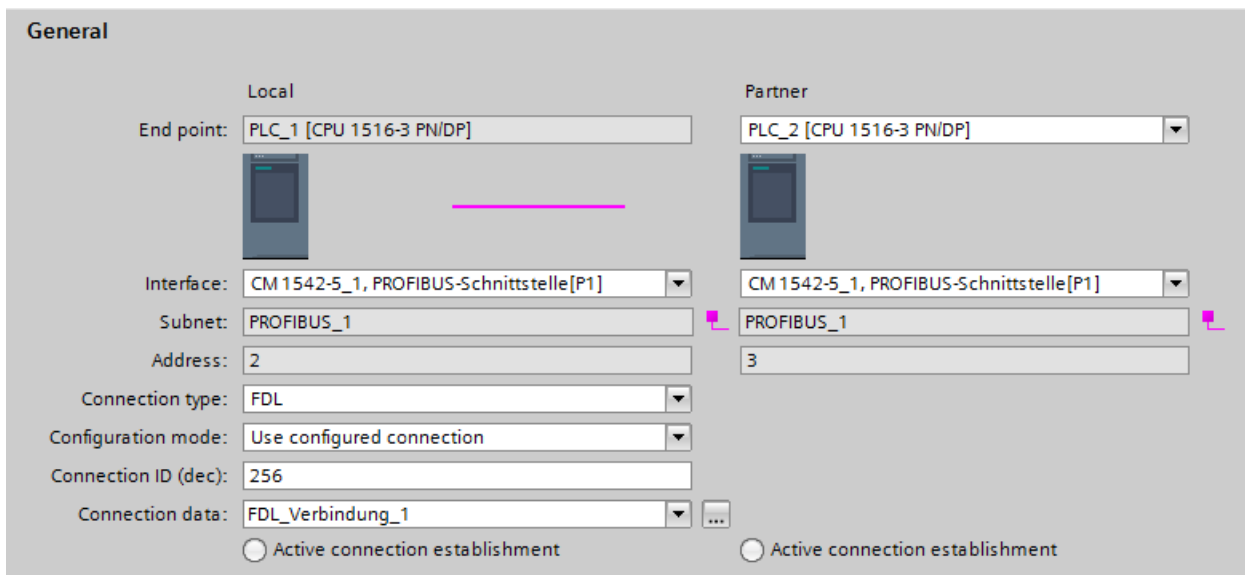 General
Local Partner
End point: PLC_1 [CPU 1516-3 PN/DP] PLC_2 [CPU 1516-3 PN/DP]
Interface: CM 1542-5_1, PROFIBUS-Schnittstelle[P1] CM 1542-5_1, PROFIBUS-Schnittstelle[P1]
Subnet: PROFIBUS_1 PROFIBUS_1
Address: 2 3
Connection type: FDL
Configuration mode: Use configured connection
Connection ID (dec): 256
Connection data: FDL_Verbindung_1 ...
Active connection establishment Active connection establishment